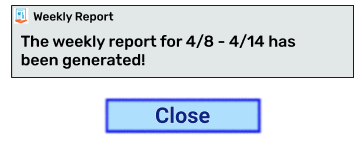 Weekly Report
The weekly report for 4/8 - 4/14 has
been generated!
Close